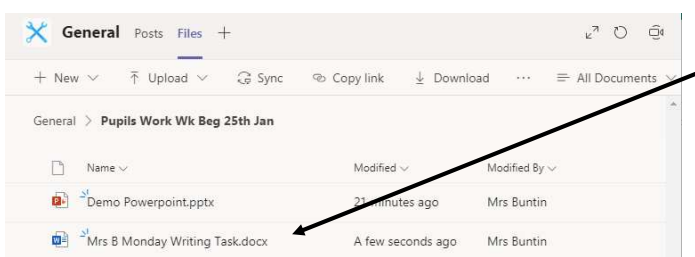 General Posts Files +
+ New Upload Sync Copy link Download ... All Documents
General > Pupils Work Wk Beg 25th Jan
Name Modified Modified By
Demo Powerpoint.pptx 21 minutes ago Mrs Buntin
Mrs B Monday Writing Task.docx A few seconds ago Mrs Buntin